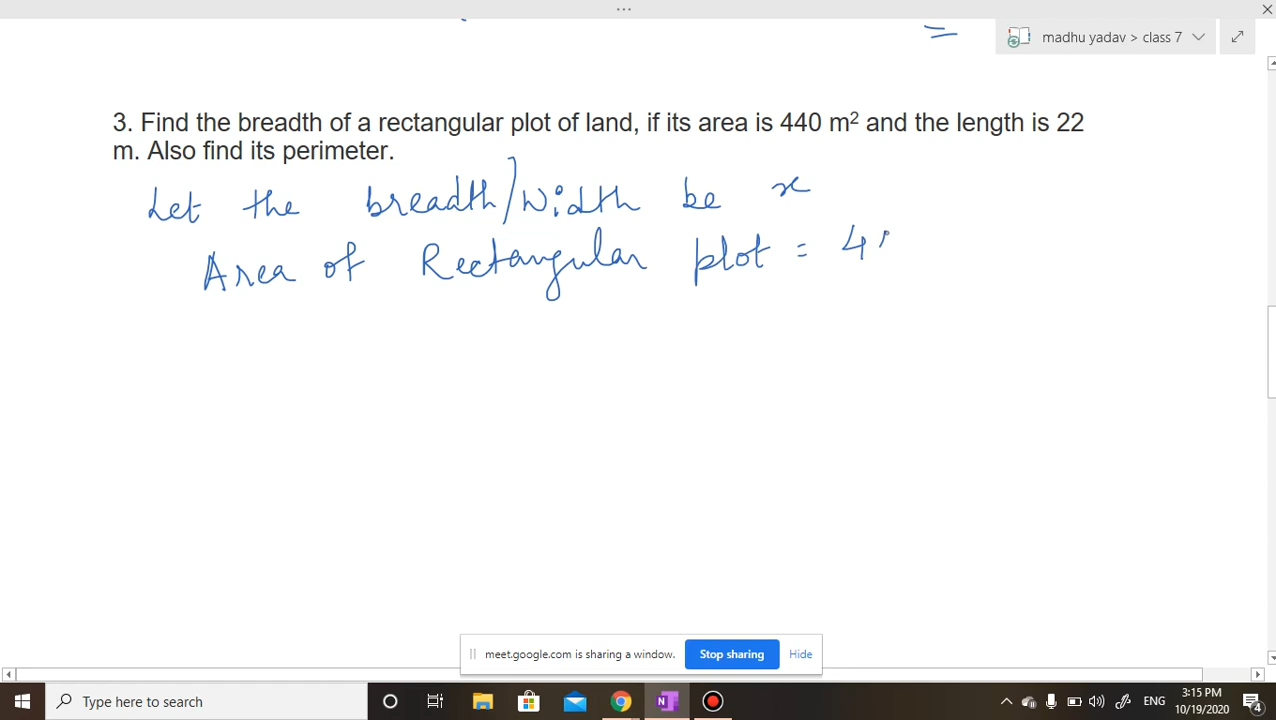 madhu yadav > class 7
3. Find the breadth of a rectangular plot of land, if its area is 440 m² and the length is 22
m. Also find its perimeter.
Let the breadth/width be x
Area of Rectangular plot = 4
meet.google.com is sharing a window. Stop sharing Hide
Type here to search
ENG
3:15 PM
10/19/2020
4